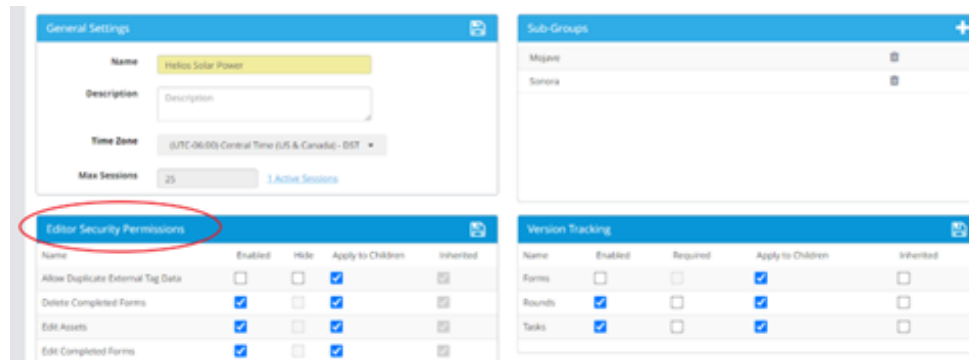 General Settings
Name
Helios Solar Power
Description
Description
Time Zone
(UTC-06:00) Central Time (US & Canada) - DST
Max Sessions
25
1 Active Sessions
Sub-Groups
Mojave
Sonora
Editor Security Permissions
Name Enabled Hide Apply to Children Inherited
Allow Duplicate External Tag Data
Delete Completed Forms
Edit Assets
Edit Completed Forms
Version Tracking
Name Enabled Required Apply to Children Inherited
Forms
Rounds
Tasks